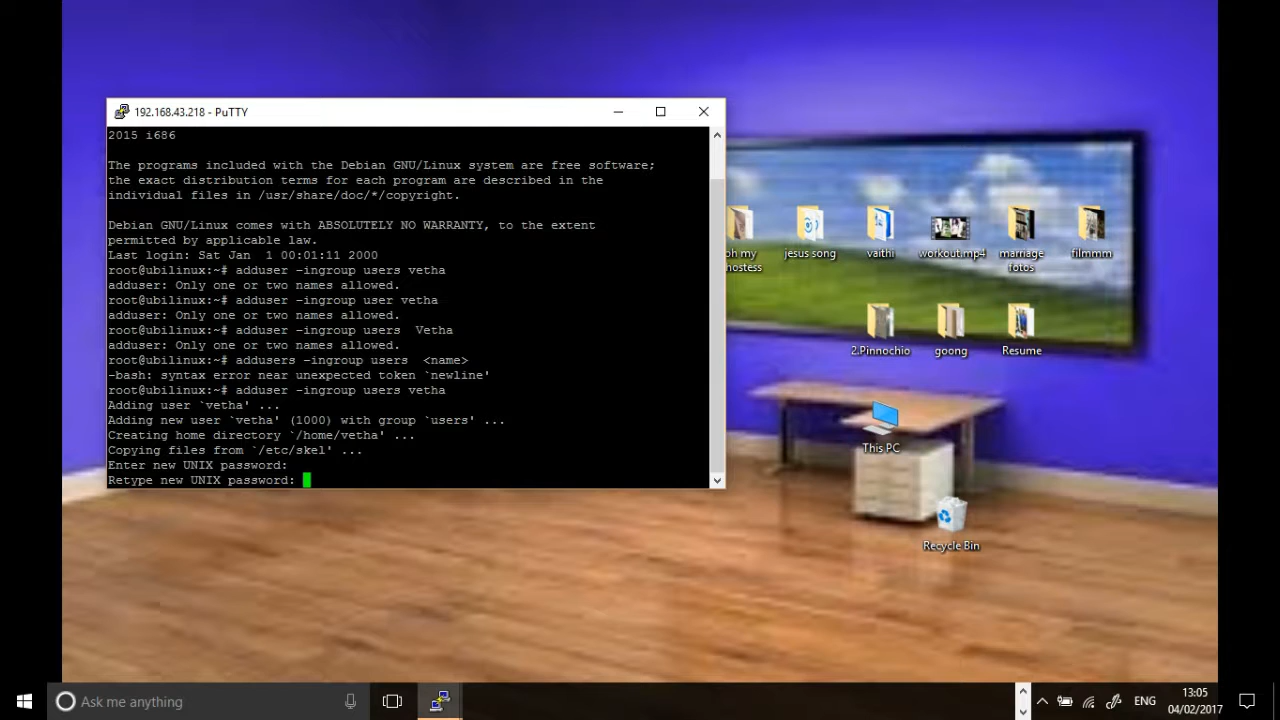 192.168.43.218 - PuTTY
2015 i686
The programs included with the Debian GNU/Linux system are free software;
the exact distribution terms for each program are described in the
individual files in /usr/share/doc/*/copyright.
Debian GNU/Linux comes with ABSOLUTELY NO WARRANTY, to the extent
permitted by applicable law.
Last login: Sat Jan  1 00:01:11 2000
root@ubilinux:~# adduser -ingroup users vetha
adduser: Only one or two names allowed.
root@ubilinux:~# adduser -ingroup user vetha
adduser: Only one or two names allowed.
root@ubilinux:~# adduser -ingroup users  Vetha
adduser: Only one or two names allowed.
root@ubilinux:~# addusers -ingroup users  <name>
-bash: syntax error near unexpected token `newline'
root@ubilinux:~# adduser -ingroup users vetha
Adding user `vetha' ...
Adding new user `vetha' (1000) with group `users' ...
Creating home directory `/home/vetha' ...
Copying files from `/etc/skel' ...
Enter new UNIX password:
Retype new UNIX password:
oh my
hostess
jesus song
vaithi
workout.mp4
marriage
fotos
filmmm
2.Pinnochio
goong
Resume
This PC
Recycle Bin
Ask me anything
ENG
13:05
04/02/2017